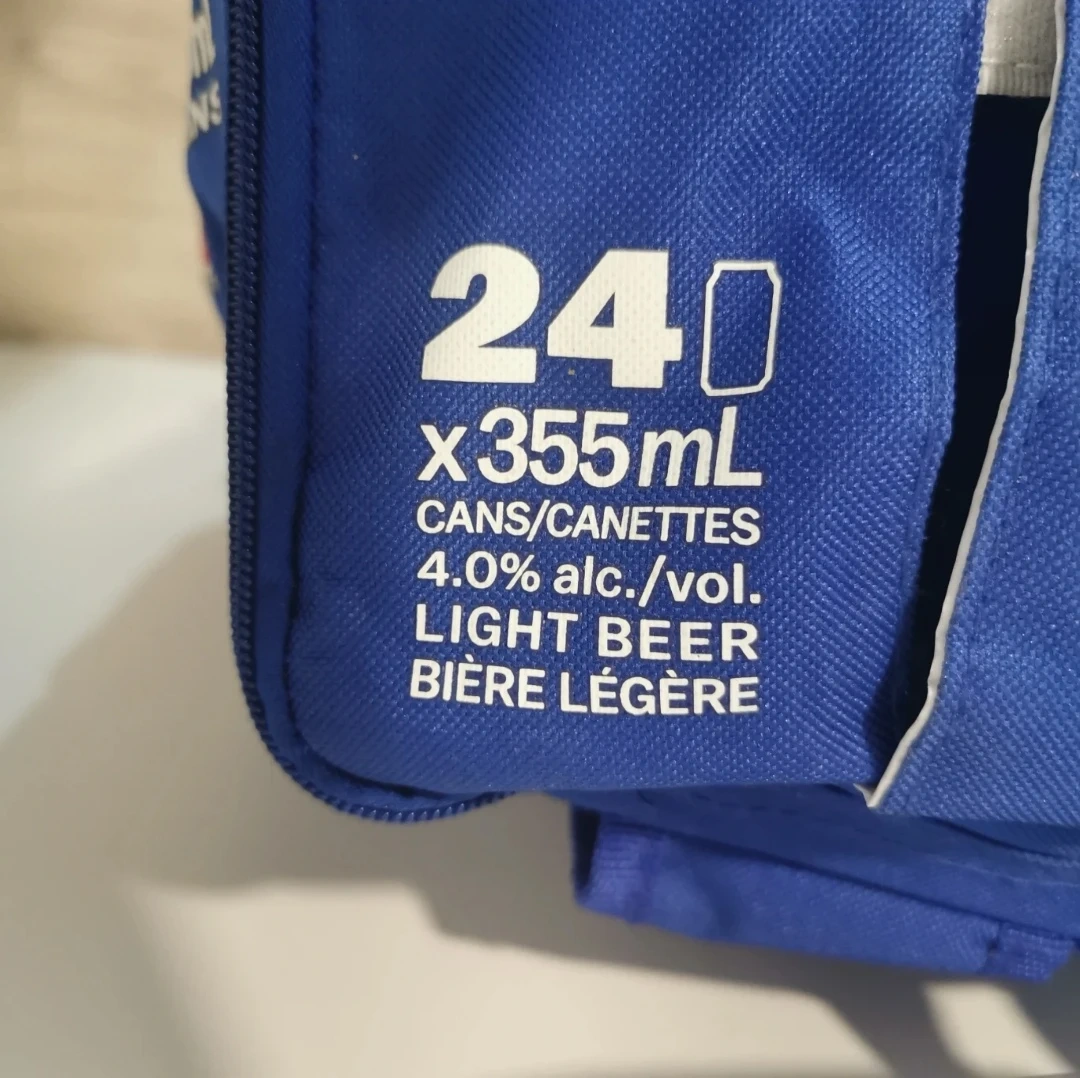 24
x355mL
CANS/CANETTES
4.0% alc./vol.
LIGHT BEER
BIÈRE LÉGÈRE